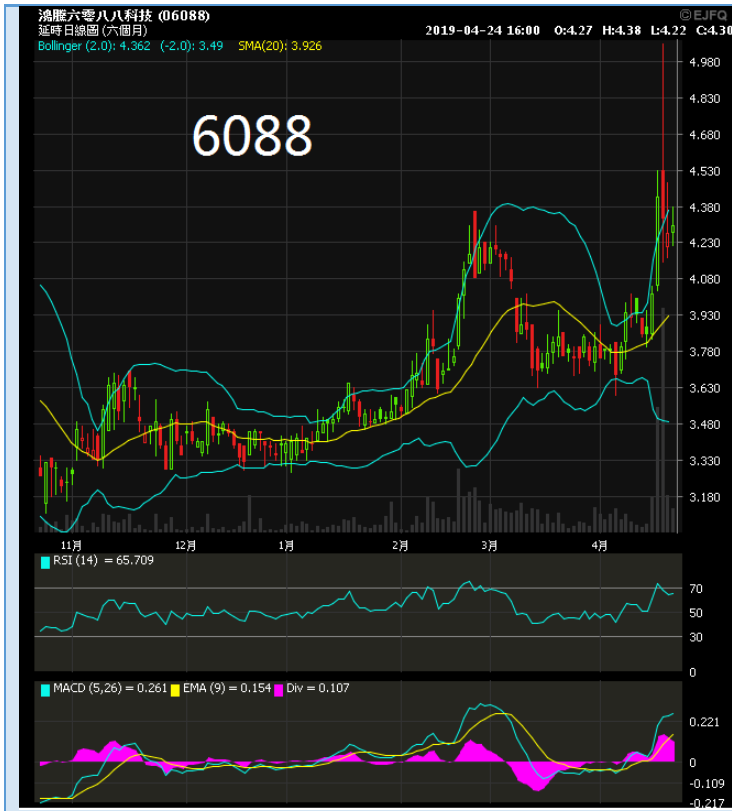 鴻騰六零八八科技 (06088)
©EJFQ
延時日線圖 (六個月)
2019-04-24 16:00 O:4.27 H:4.38 L:4.22 C:4.30
Bollinger (2.0): 4.362 (-2.0): 3.49 SMA(20): 3.926
6088
4.980
4.830
4.680
4.530
4.380
4.230
4.080
3.930
3.780
3.630
3.480
3.330
3.180
11月 12月 1月 2月 3月 4月
RSI (14) = 65.709
70
50
30
0
MACD (5,26) = 0.261 EMA (9) = 0.154 Div = 0.107
0.221
0
-0.109
-0.217